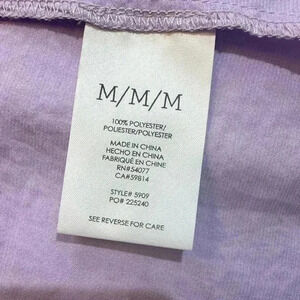 M/M/M
100% POLYESTER/
POLIESTER/POLYESTER
MADE IN CHINA
HECHO EN CHINA
FABRIQUÉ EN CHINE
RN#54077
CA#59814
STYLE# 5909
PO# 225240
SEE REVERSE FOR CARE